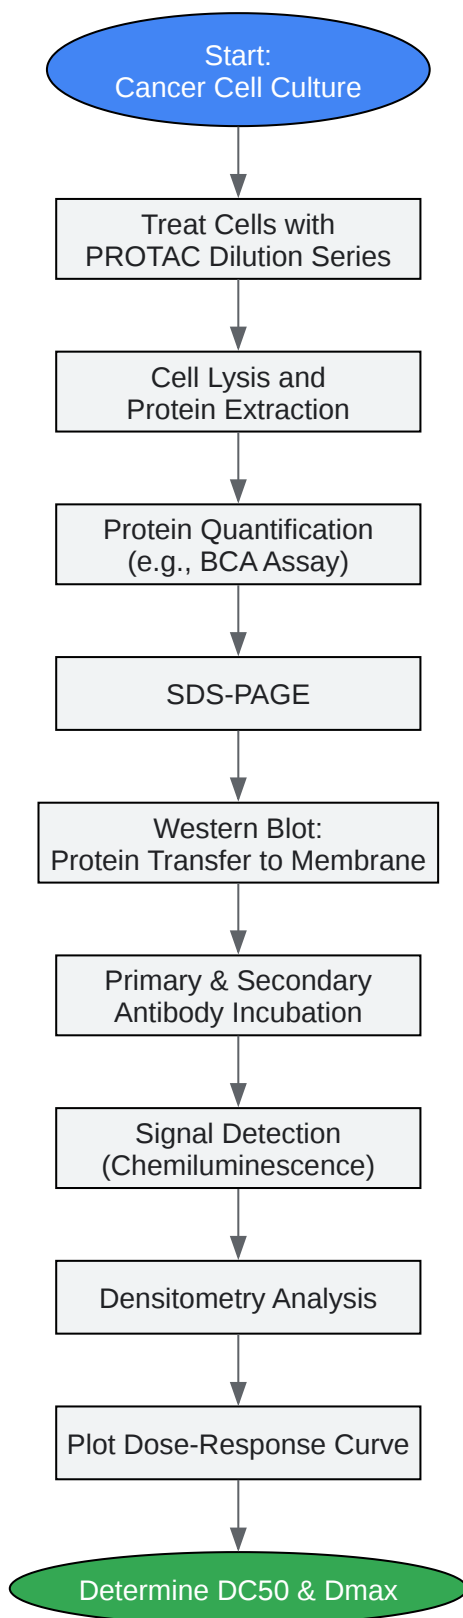 Start:
Cancer Cell Culture
Treat Cells with
PROTAC Dilution Series
Cell Lysis and
Protein Extraction
Protein Quantification
(e.g., BCA Assay)
SDS-PAGE
Western Blot:
Protein Transfer to Membrane
Primary & Secondary
Antibody Incubation
Signal Detection
(Chemiluminescence)
Densitometry Analysis
Plot Dose-Response Curve
Determine DC50 & Dmax